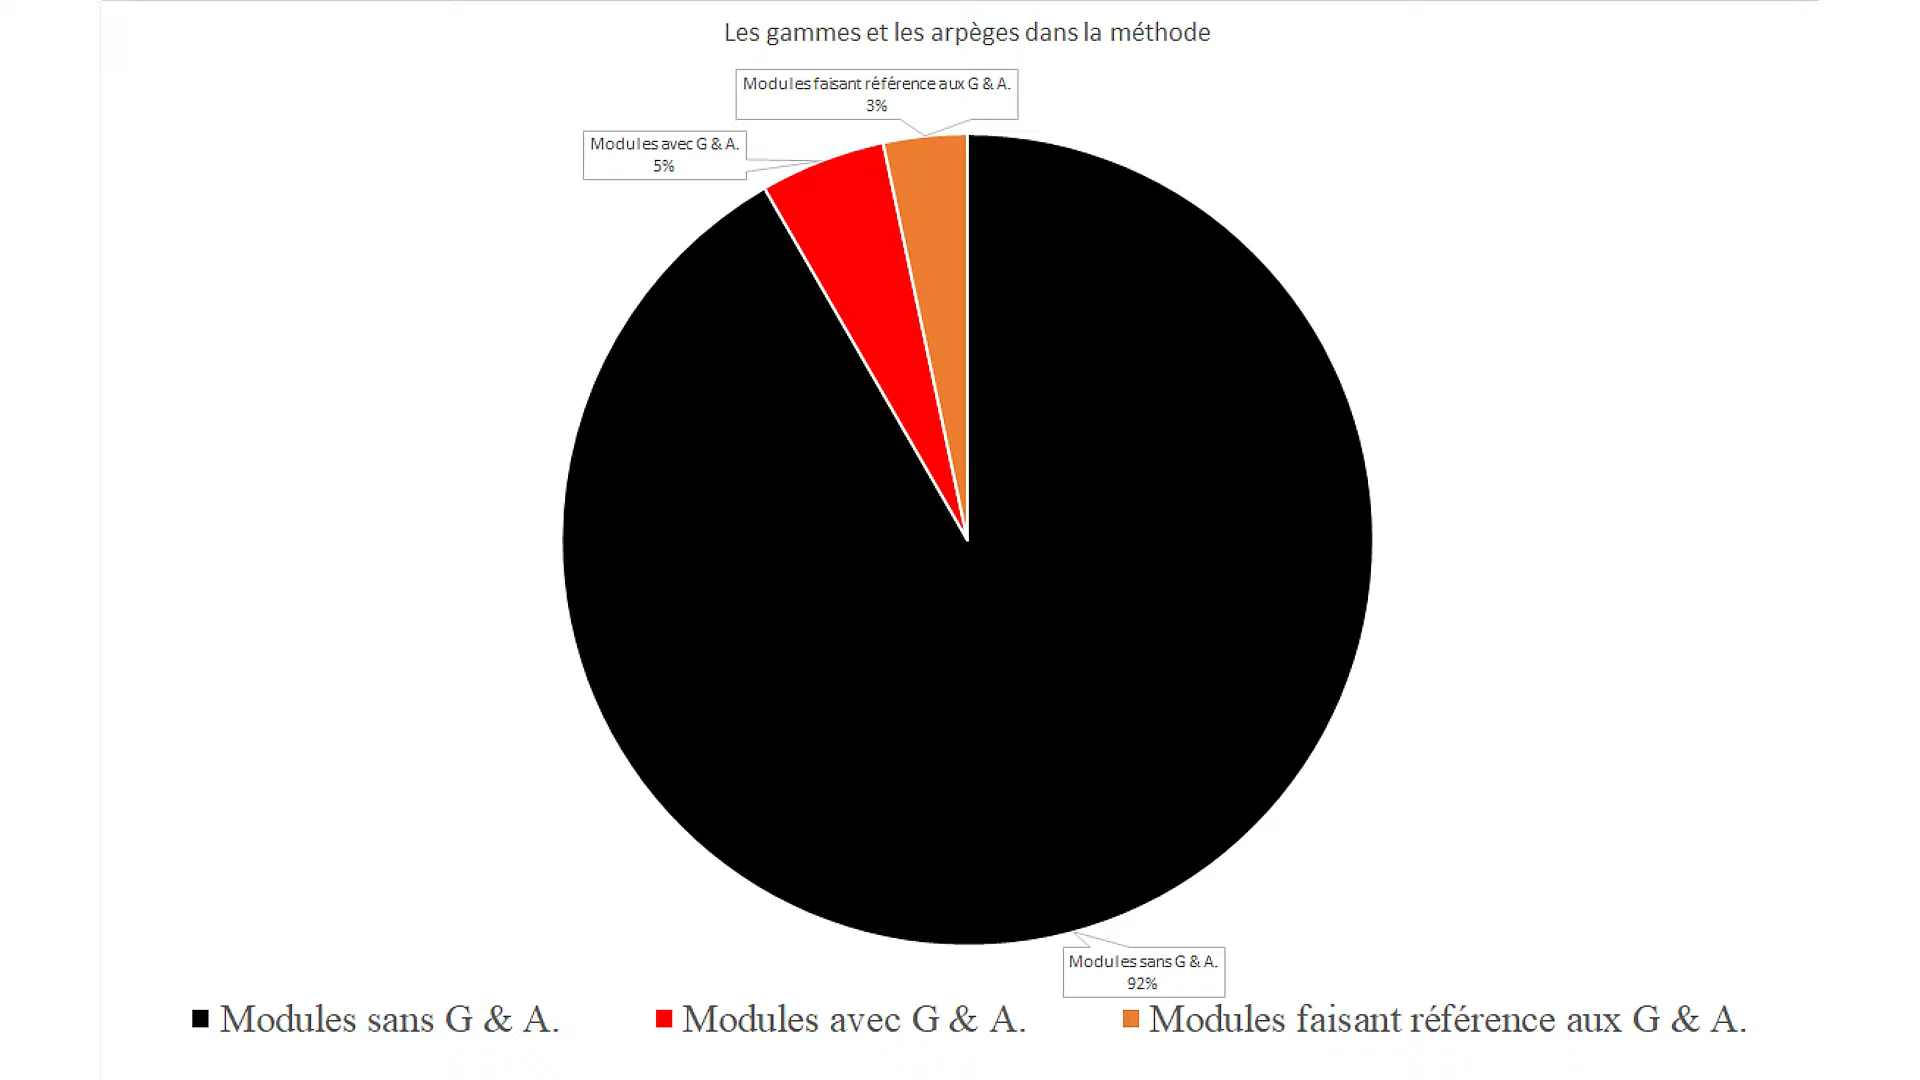 Les gammes et les arpèges dans la méthode
Modules faisant référence aux G & A.
3%
Modules avec G & A.
5%
Modules sans G & A.
92%
Modules sans G & A.
Modules avec G & A.
Modules faisant référence aux G & A.